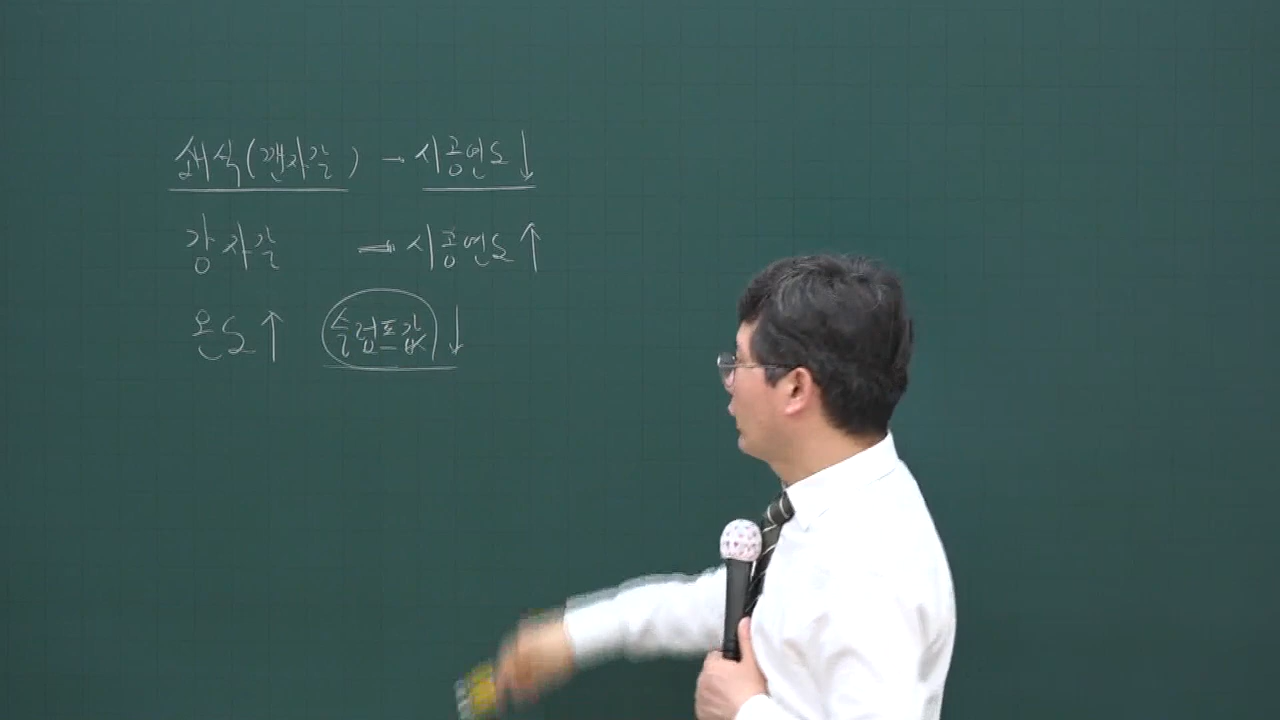 쇄석(깬자갈) → 시공연도↓
강자갈 → 시공연도↑
온도↑ 슬럼프값↓